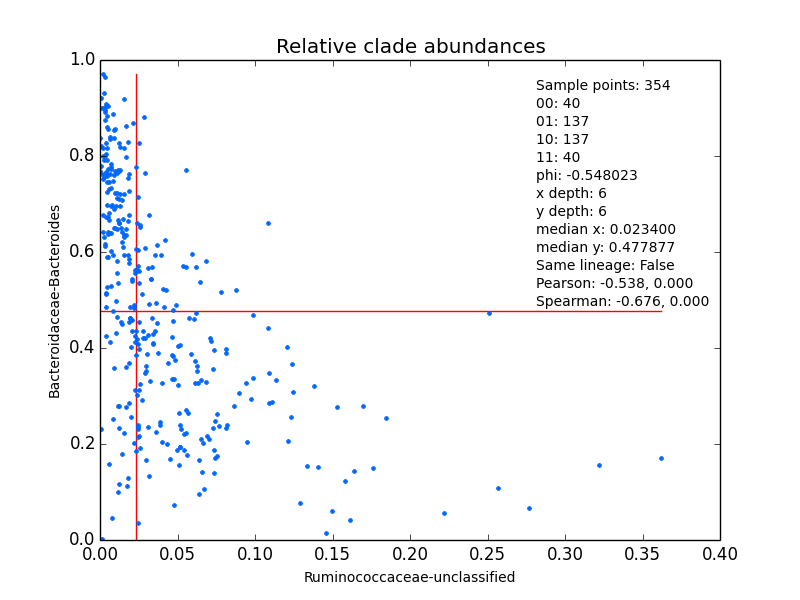 Relative clade abundances
1.0
0.8
0.6
0.4
0.2
0.0
Bacteroidaceae-Bacteroides
Sample points: 354
00: 40
01: 137
10: 137
11: 40
phi: -0.548023
x depth: 6
y depth: 6
median x: 0.023400
median y: 0.477877
Same lineage: False
Pearson: -0.538, 0.000
Spearman: -0.676, 0.000
0.00 0.05 0.10 0.15 0.20 0.25 0.30 0.35 0.40
Ruminococcaceae-unclassified